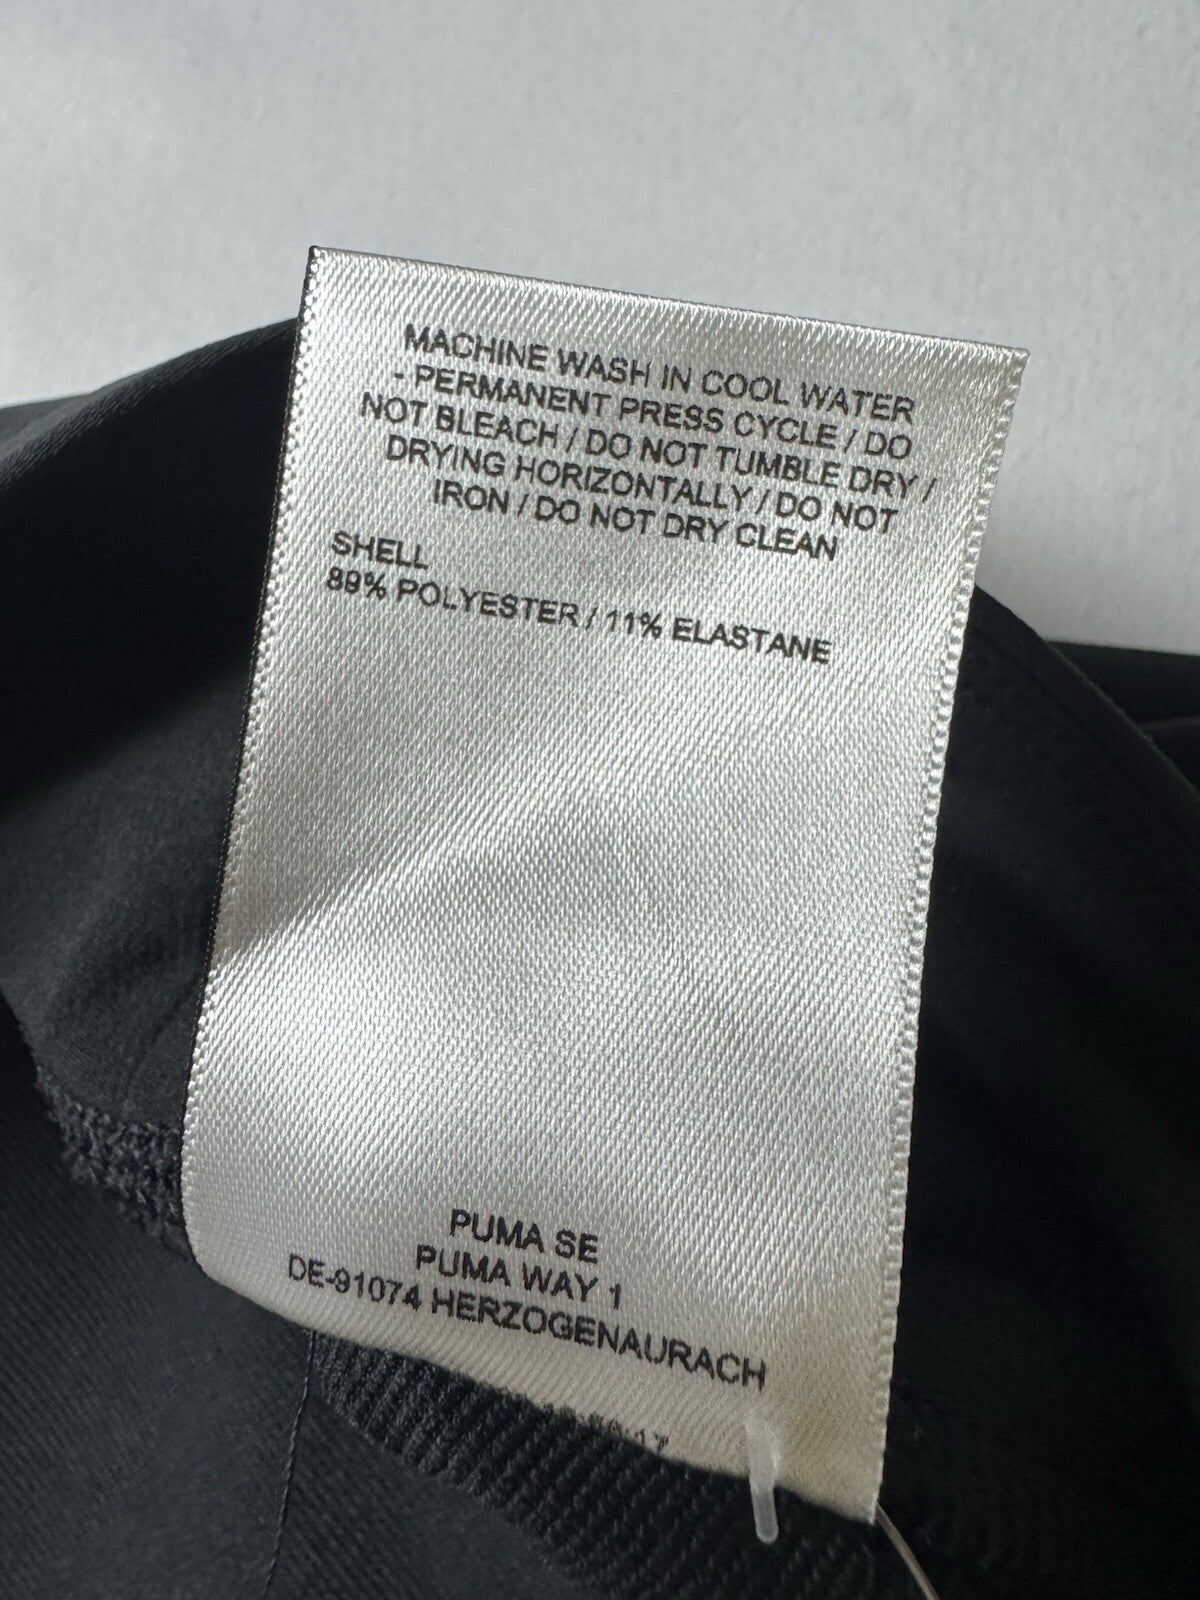 MACHINE WASH IN COOL WATER
- PERMANENT PRESS CYCLE / DO
NOT BLEACH / DO NOT TUMBLE DRY /
DRYING HORIZONTALLY / DO NOT
IRON / DO NOT DRY CLEAN
SHELL
89% POLYESTER / 11% ELASTANE
PUMA SE
PUMA WAY 1
DE-91074 HERZOGENAURACH